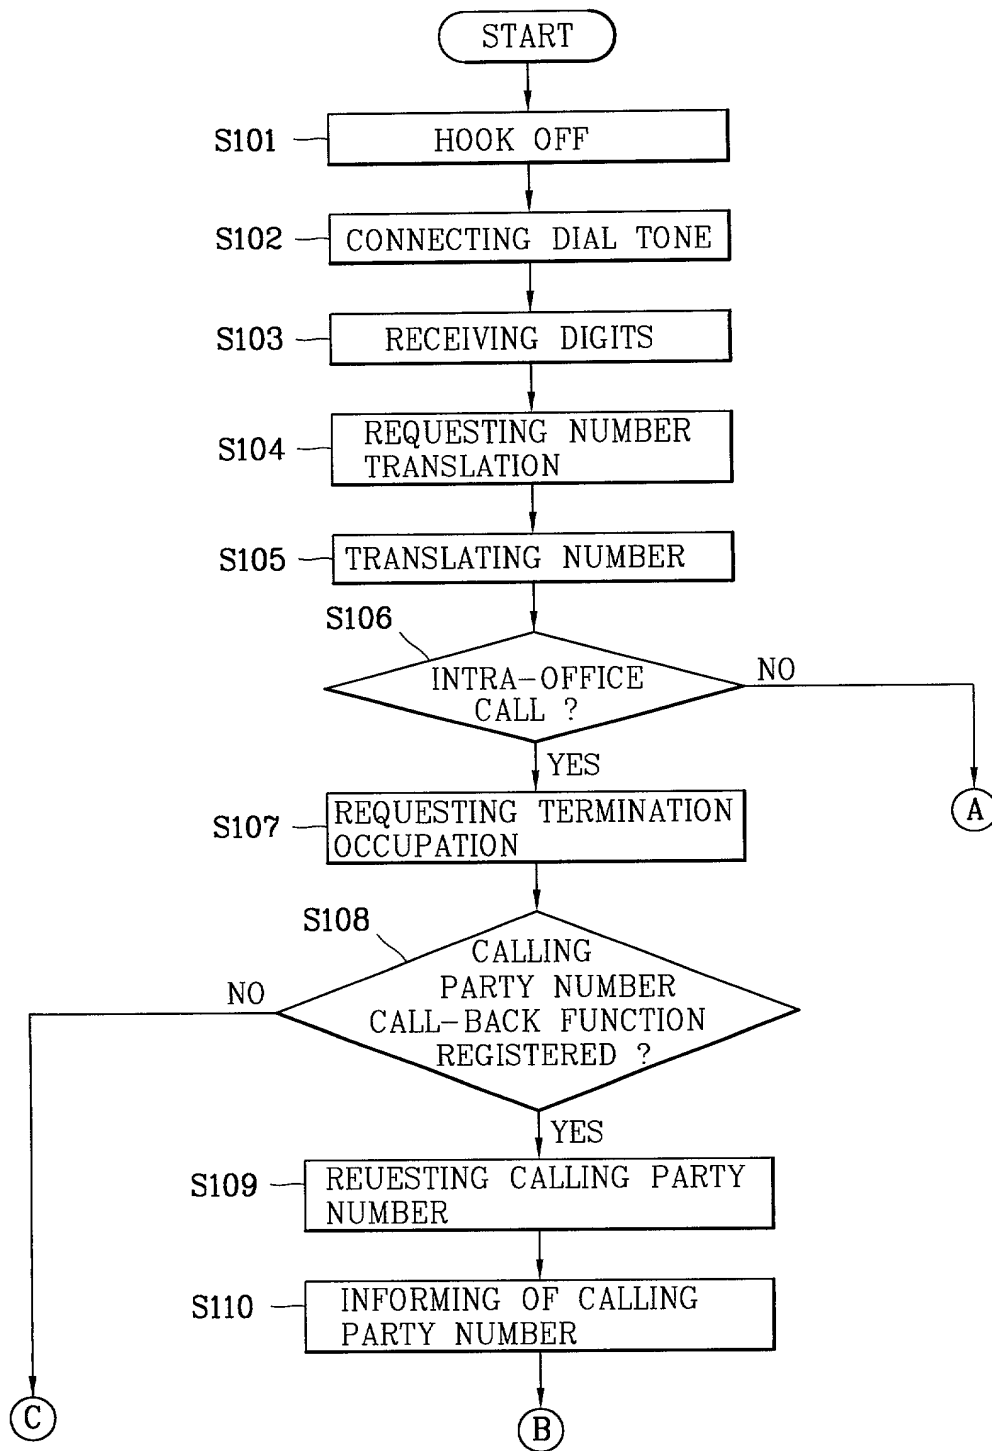 START
S101
HOOK OFF
S102
CONNECTING DIAL TONE
S103
RECEIVING DIGITS
S104
REQUESTING NUMBER
TRANSLATION
S105
TRANSLATING NUMBER
S106
INTRA-OFFICE
CALL ?
NO
YES
A
S107
REQUESTING TERMINATION
OCCUPATION
S108
CALLING
PARTY NUMBER
CALL-BACK FUNCTION
REGISTERED ?
NO
YES
S109
REUESTING CALLING PARTY
NUMBER
S110
INFORMING OF CALLING
PARTY NUMBER
C
B